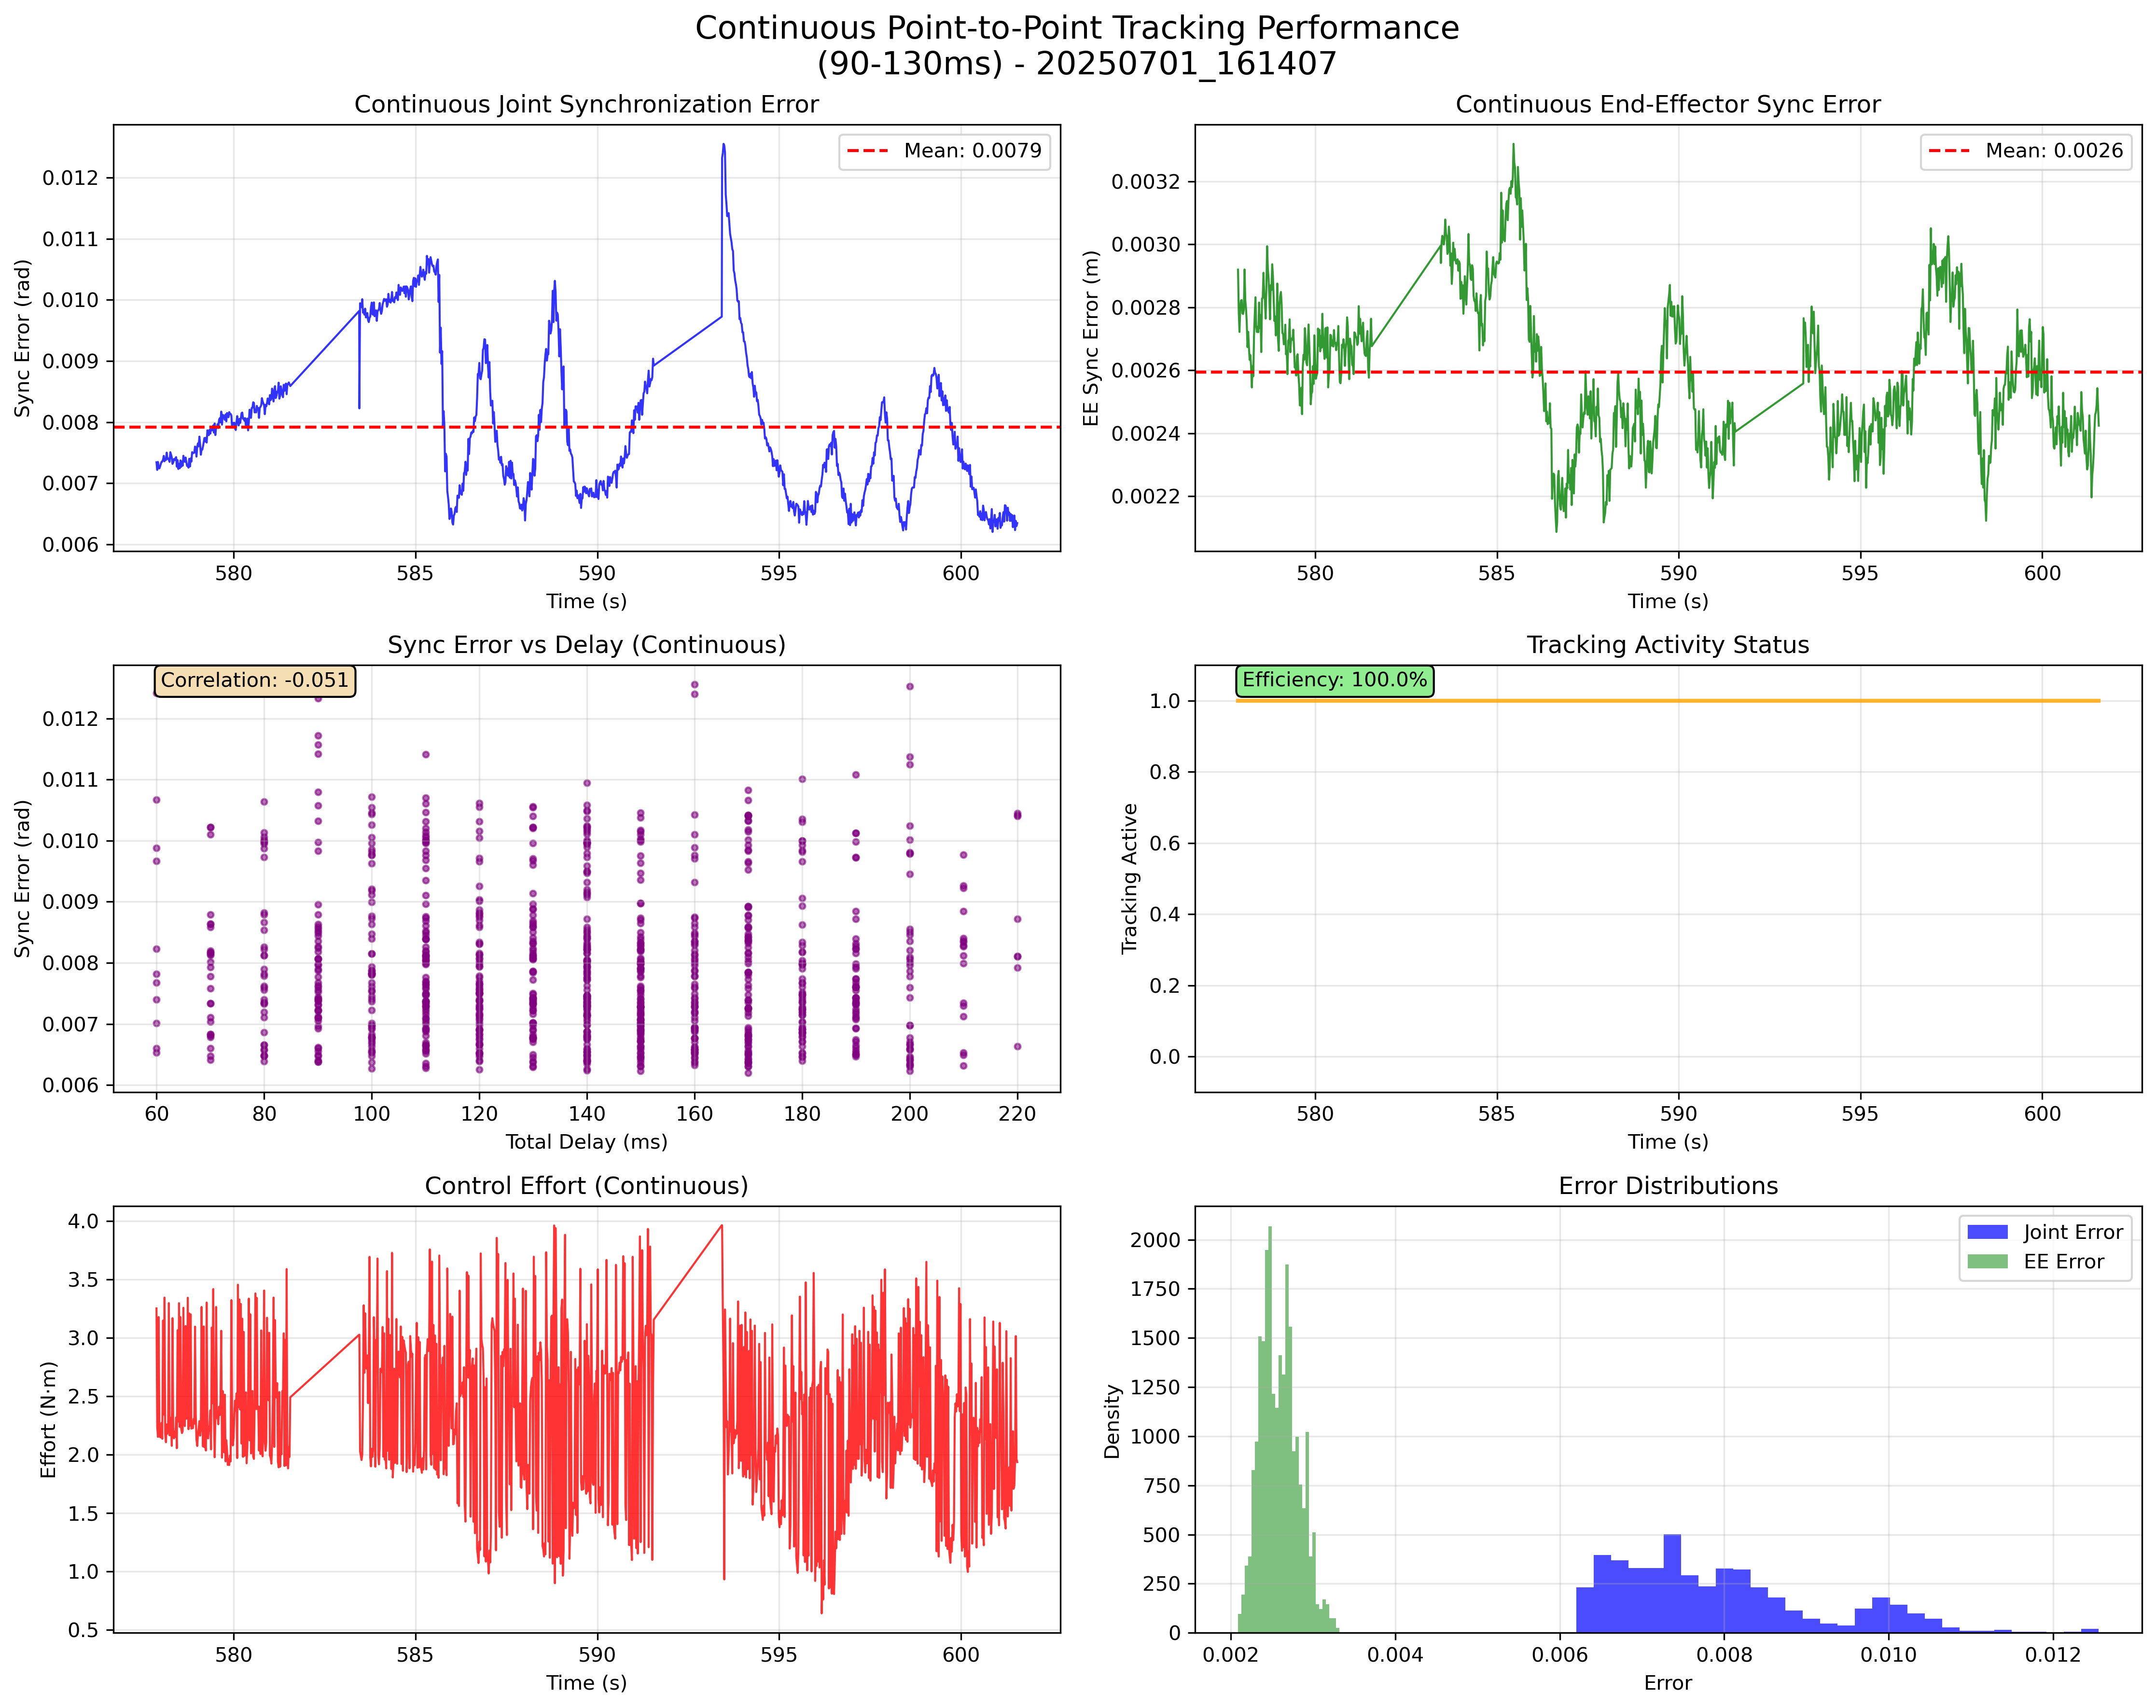 Continuous Point-to-Point Tracking Performance
(90-130ms) - 20250701_161407
Continuous Joint Synchronization Error
Mean: 0.0079
0.012
0.011
0.010
0.009
0.008
0.007
0.006
Sync Error (rad)
580 585 590 595 600
Time (s)
Continuous End-Effector Sync Error
Mean: 0.0026
0.0032
0.0030
0.0028
0.0026
0.0024
0.0022
EE Sync Error (m)
580 585 590 595 600
Time (s)
Sync Error vs Delay (Continuous)
Correlation: -0.051
0.012
0.011
0.010
0.009
0.008
0.007
0.006
Sync Error (rad)
60 80 100 120 140 160 180 200 220
Total Delay (ms)
Tracking Activity Status
Efficiency: 100.0%
1.0
0.8
0.6
0.4
0.2
0.0
Tracking Active
580 585 590 595 600
Time (s)
Control Effort (Continuous)
4.0
3.5
3.0
2.5
2.0
1.5
1.0
0.5
Effort (N·m)
580 585 590 595 600
Time (s)
Error Distributions
Joint Error
EE Error
2000
1750
1500
1250
1000
750
500
250
0
Density
0.002 0.004 0.006 0.008 0.010 0.012
Error